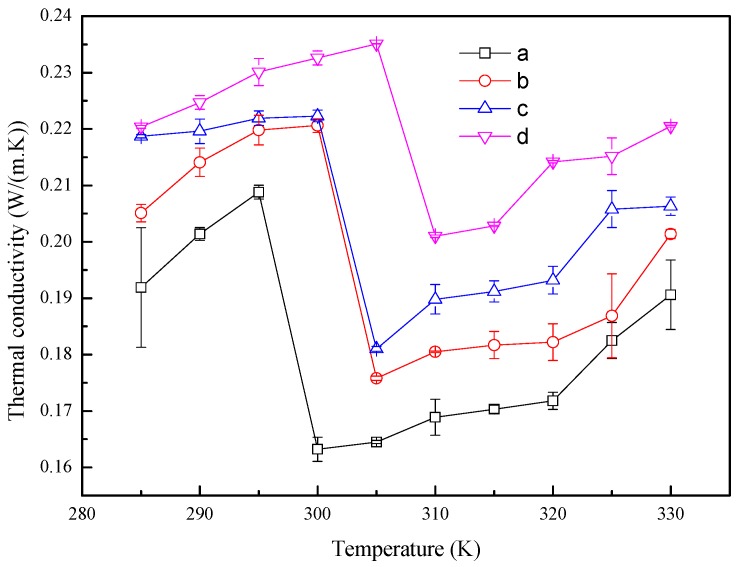 0.24
0.23
0.22
0.21
0.20
0.19
0.18
0.17
0.16
Thermal conductivity (W/(m.K))
a
b
c
d
280
290
300
310
320
330
Temperature (K)